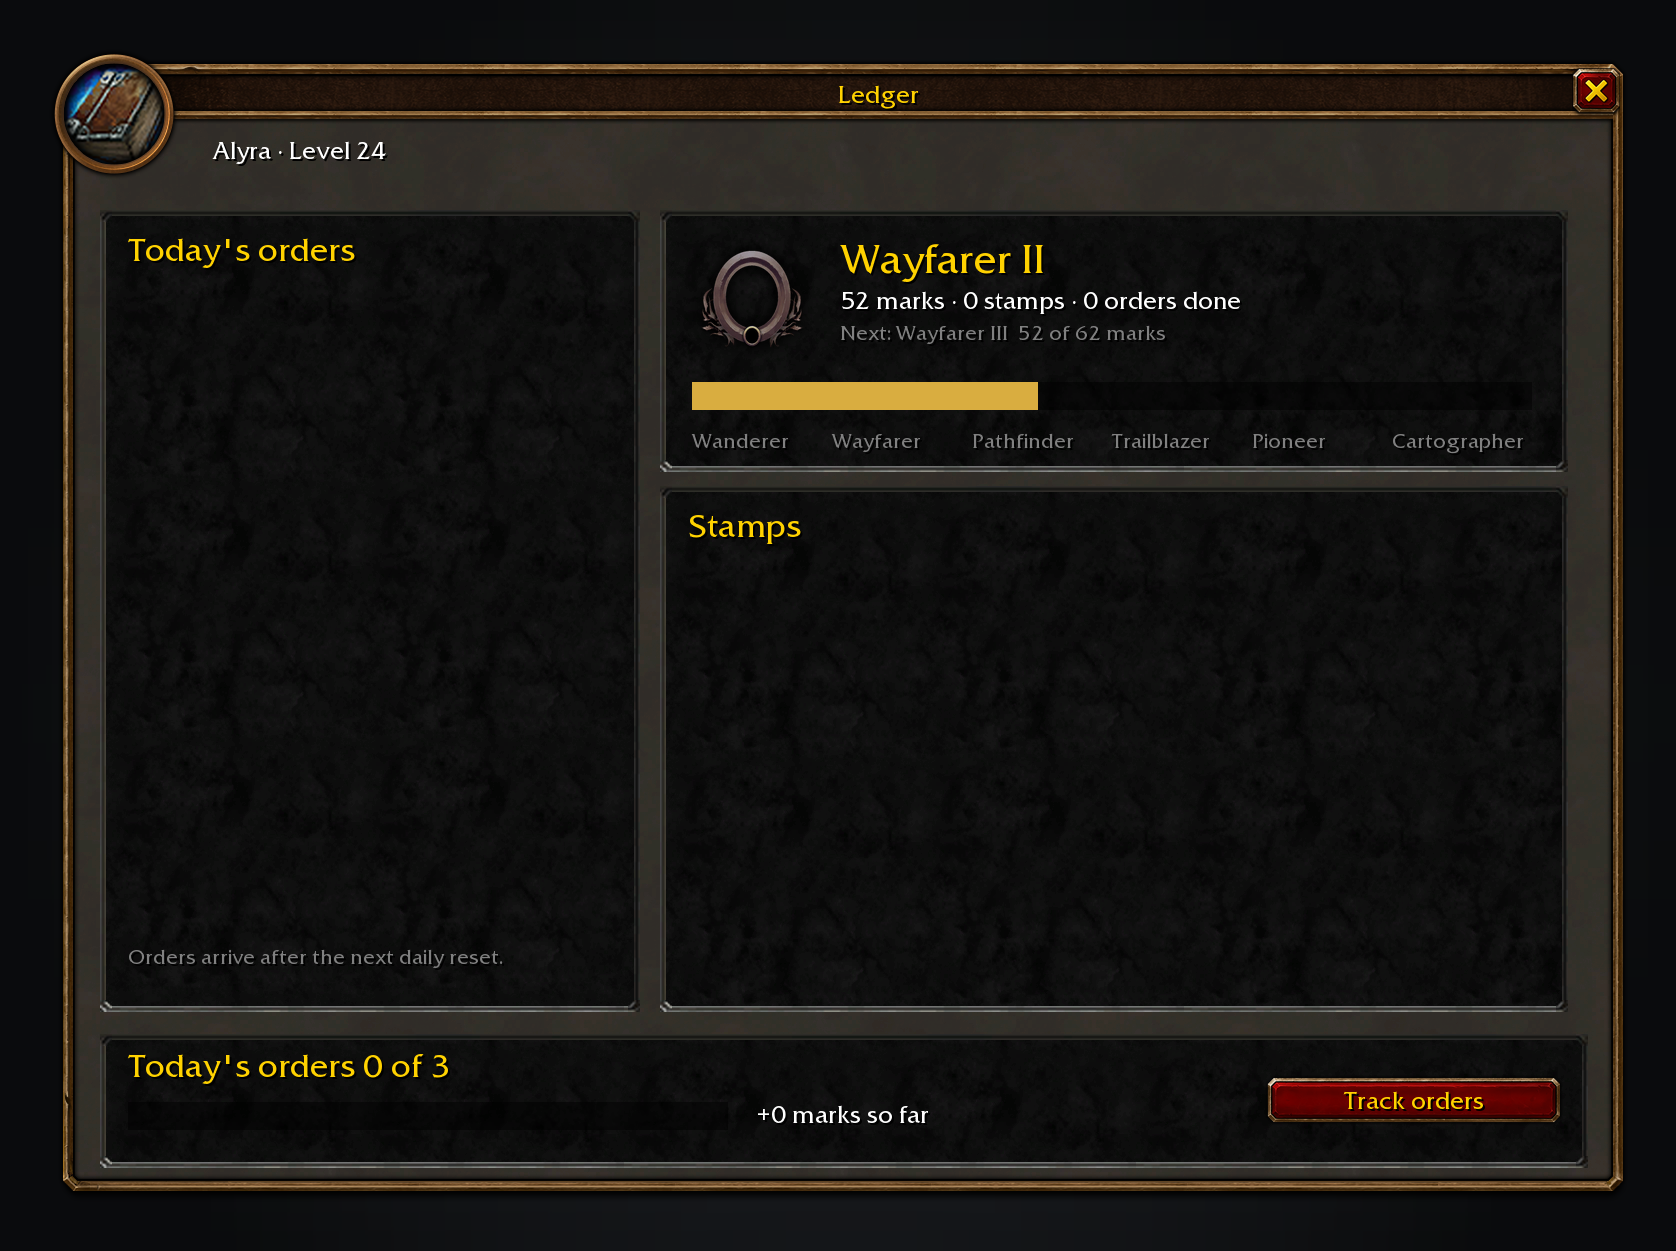 Ledger
Alyra · Level 24
Today's orders
Orders arrive after the next daily reset.
Wayfarer II
52 marks · 0 stamps · 0 orders done
Next: Wayfarer III 52 of 62 marks
Wanderer Wayfarer Pathfinder Trailblazer Pioneer Cartographer
Stamps
Today's orders 0 of 3
+0 marks so far
Track orders